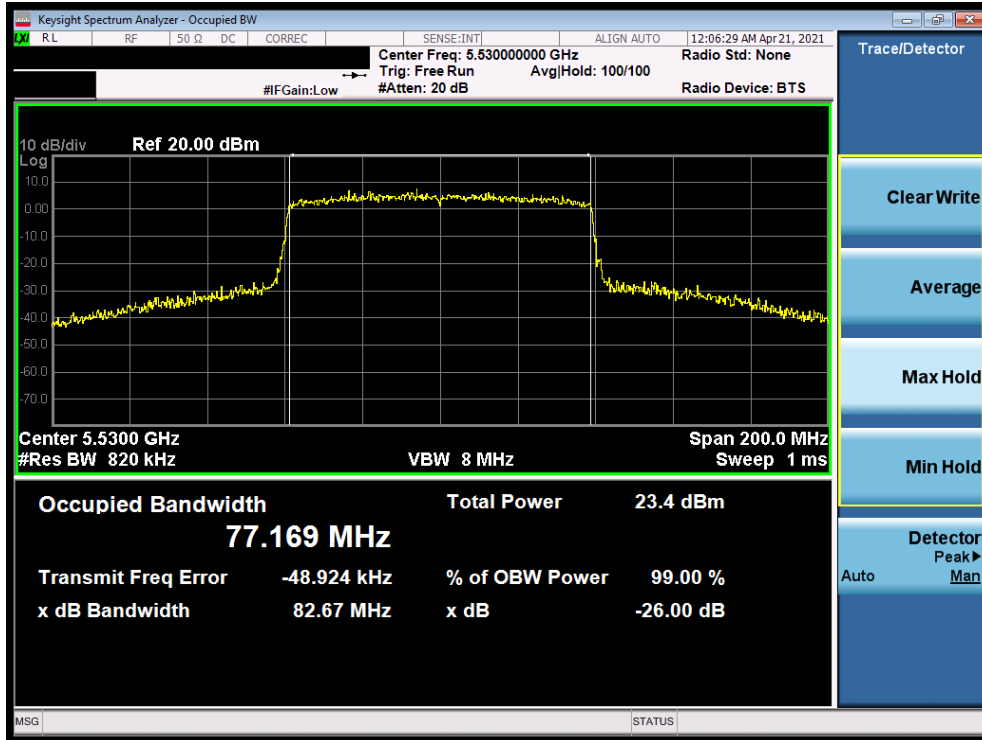 Keysight Spectrum Analyzer - Occupied BW
LXI RL RF 50 Ω DC CORREC SENSE:INT ALIGN AUTO 12:06:29 AM Apr 21, 2021
Center Freq: 5.530000000 GHz Radio Std: None
Trig: Free Run Avg|Hold: 100/100
#IFGain:Low #Atten: 20 dB Radio Device: BTS
10 dB/div Ref 20.00 dBm
Log
10.0
0.00
-10.0
-20.0
-30.0
-40.0
-50.0
-60.0
-70.0
Center 5.5300 GHz Span 200.0 MHz
#Res BW 820 kHz VBW 8 MHz Sweep 1 ms
Occupied Bandwidth Total Power 23.4 dBm
77.169 MHz
Transmit Freq Error -48.924 kHz % of OBW Power 99.00 %
x dB Bandwidth 82.67 MHz x dB -26.00 dB
MSG STATUS
Trace/Detector
Clear Write
Average
Max Hold
Min Hold
Detector
Peak▶
Auto Man